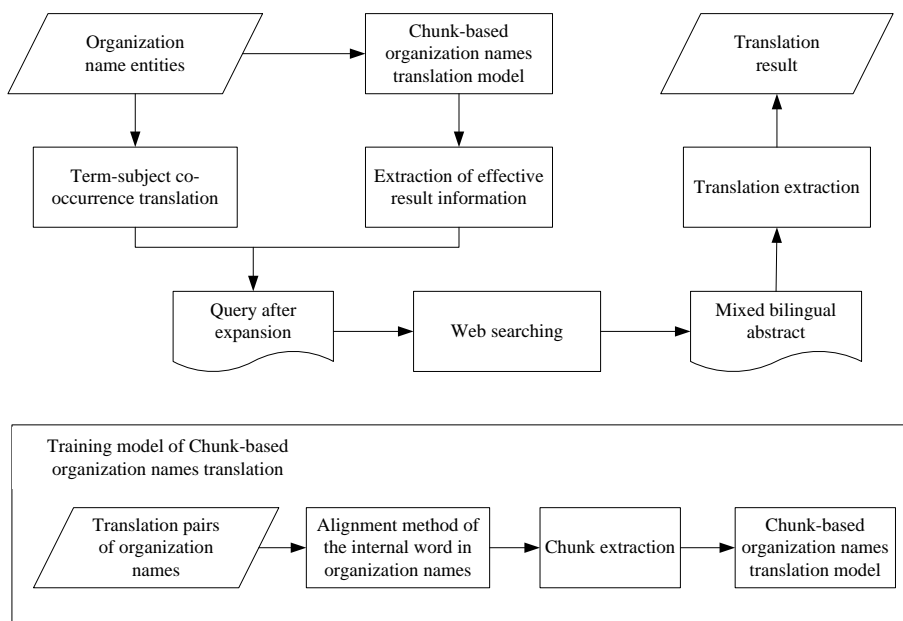 Organization
name entities
Chunk-based
organization names
translation model
Translation
result
Term-subject co-
occurrence translation
Extraction of effective
result information
Translation extraction
Query after
expansion
Web searching
Mixed bilingual
abstract
Training model of Chunk-based
organization names translation
Translation pairs
of organization
names
Alignment method of
the internal word in
organization names
Chunk extraction
Chunk-based
organization names
translation model